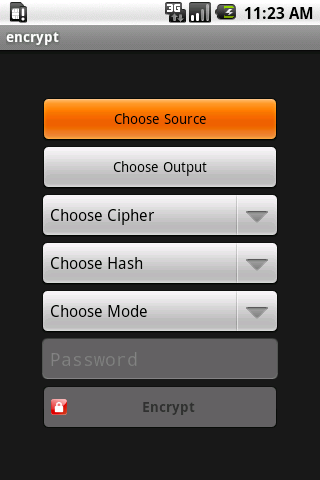 3G
11:23 AM
encrypt
Choose Source
Choose Output
Choose Cipher
Choose Hash
Choose Mode
Password
Encrypt